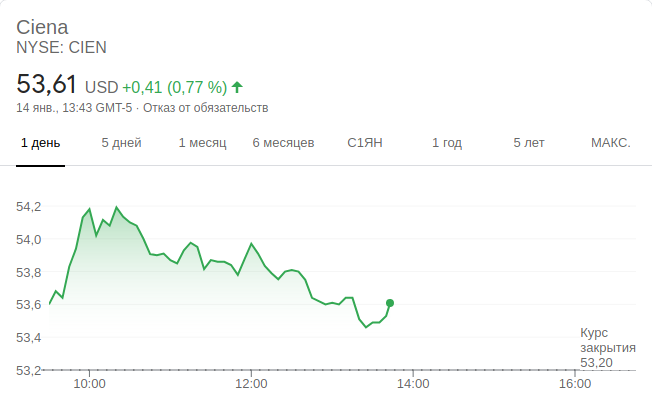 Ciena
NYSE: CIEN
53,61 USD +0,41 (0,77 %)
14 янв., 13:43 GMT-5 · Отказ от обязательств
1 день 5 дней 1 месяц 6 месяцев С1ЯН 1 год 5 лет МАКС.
54,2
54,0
53,8
53,6
53,4
53,2
Курс
закрытия
53,20
10:00 12:00 14:00 16:00